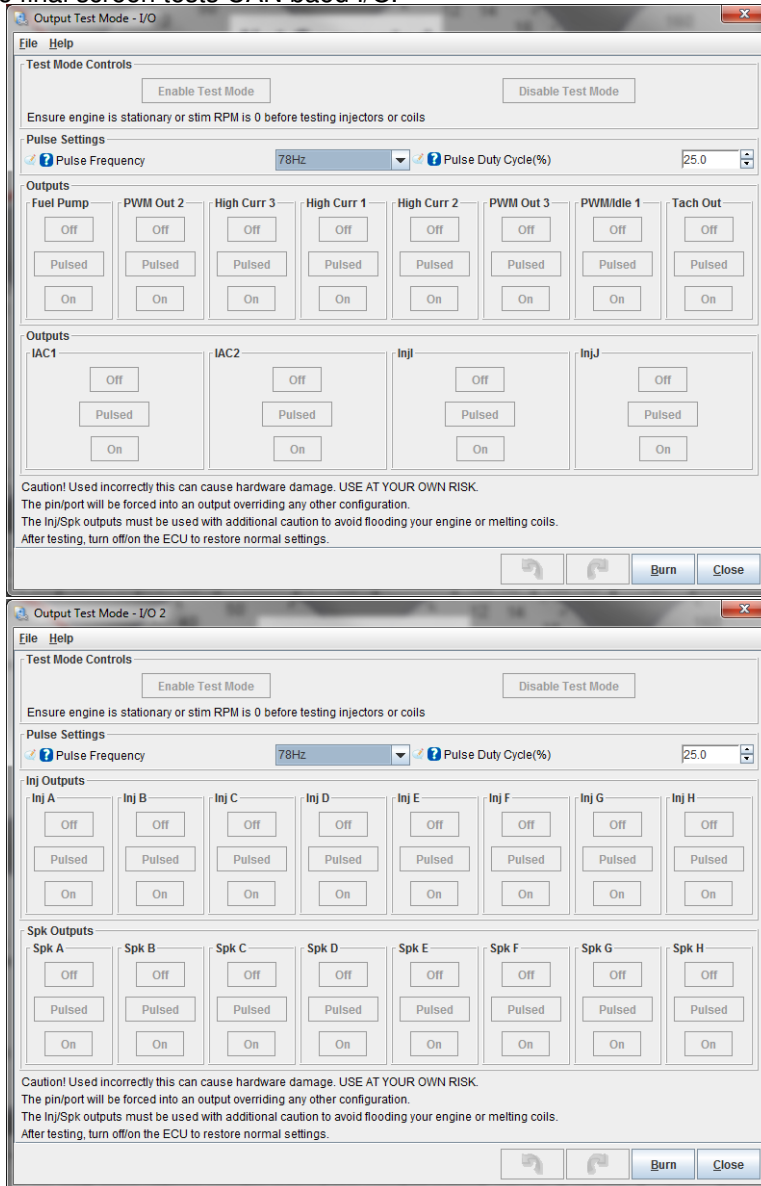 final screen tests CAN
Output Test Mode - I/O
File Help
Test Mode Controls
Enable Test Mode Disable Test Mode
Ensure engine is stationary or stim RPM is 0 before testing injectors or coils
Pulse Settings
Pulse Frequency 78Hz Pulse Duty Cycle(%) 25.0
Outputs
Fuel Pump PWM Out 2 High Curr 3 High Curr 1 High Curr 2 PWM Out 3 PWM/Idle 1 Tach Out
Off Off Off Off Off Off Off Off
Pulsed Pulsed Pulsed Pulsed Pulsed Pulsed Pulsed Pulsed
On On On On On On On On
Outputs
IAC1 IAC2 InjI InjJ
Off Off Off Off
Pulsed Pulsed Pulsed Pulsed
On On On On
Caution! Used incorrectly this can cause hardware damage. USE AT YOUR OWN RISK.
The pin/port will be forced into an output overriding any other configuration.
The Inj/Spk outputs must be used with additional caution to avoid flooding your engine or melting coils.
After testing, turn off/on the ECU to restore normal settings.
Burn Close
Output Test Mode - I/O 2
File Help
Test Mode Controls
Enable Test Mode Disable Test Mode
Ensure engine is stationary or stim RPM is 0 before testing injectors or coils
Pulse Settings
Pulse Frequency 78Hz Pulse Duty Cycle(%) 25.0
Inj Outputs
Inj A Inj B Inj C Inj D Inj E Inj F Inj G Inj H
Off Off Off Off Off Off Off Off
Pulsed Pulsed Pulsed Pulsed Pulsed Pulsed Pulsed Pulsed
On On On On On On On On
Spk Outputs
Spk A Spk B Spk C Spk D Spk E Spk F Spk G Spk H
Off Off Off Off Off Off Off Off
Pulsed Pulsed Pulsed Pulsed Pulsed Pulsed Pulsed Pulsed
On On On On On On On On
Caution! Used incorrectly this can cause hardware damage. USE AT YOUR OWN RISK.
The pin/port will be forced into an output overriding any other configuration.
The Inj/Spk outputs must be used with additional caution to avoid flooding your engine or melting coils.
After testing, turn off/on the ECU to restore normal settings.
Burn Close